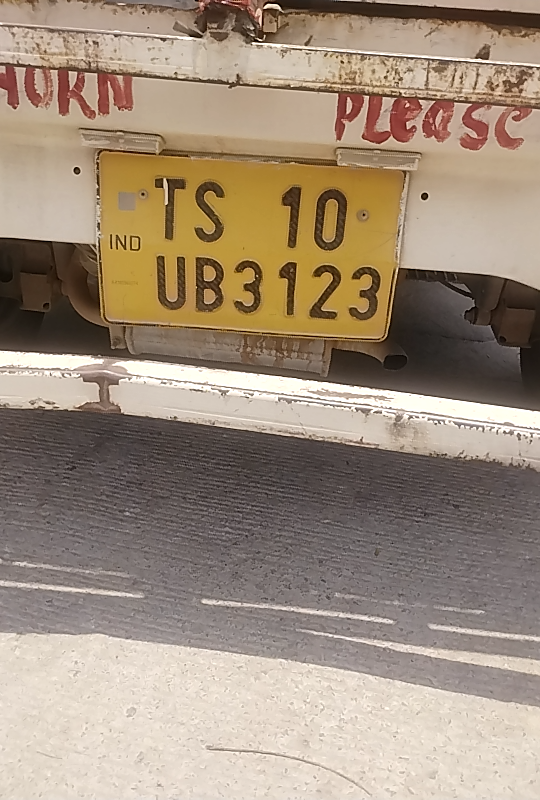 HORN Please
TS 10
IND
UB3123